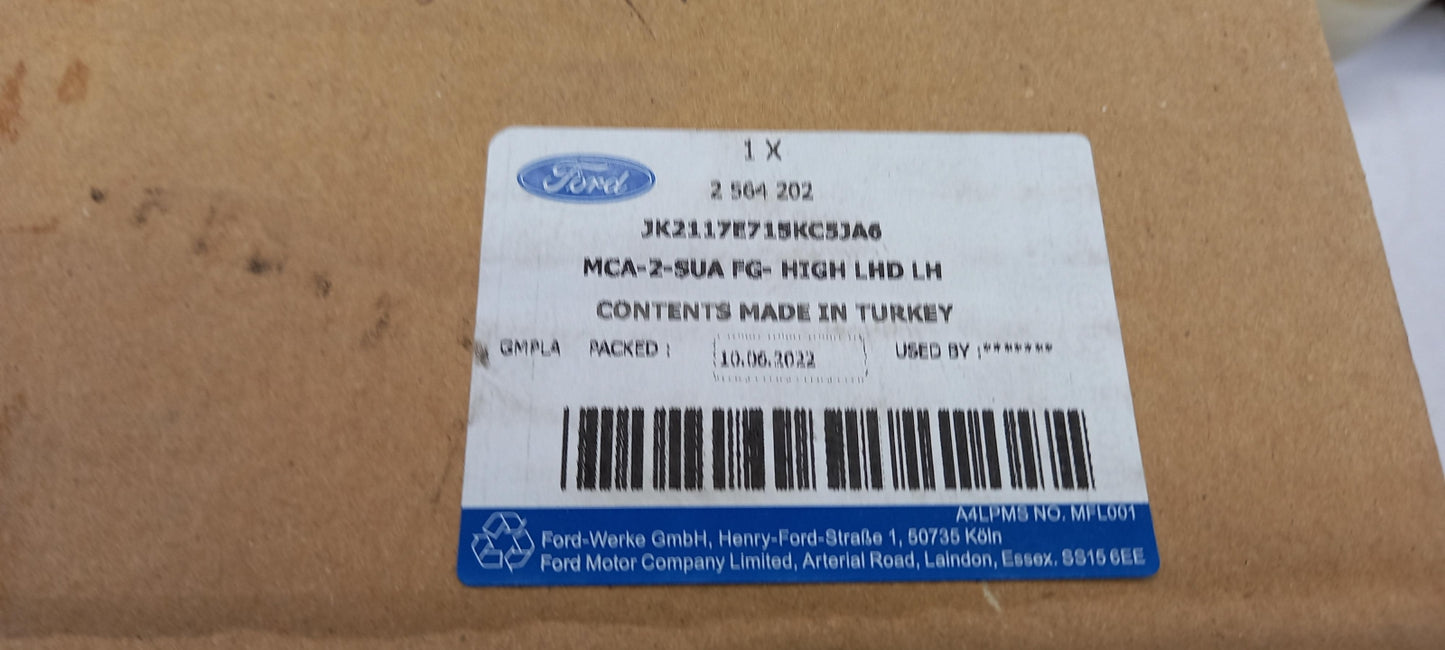 Ford
1 X
2 564 202
JK2117E715KC5JA6
MCA-2-SUA FG- HIGH LHD LH
CONTENTS MADE IN TURKEY
GMPLA PACKED : 10.06.2022 USED BY :*******
A4LPMS NO. MFL001
Ford-Werke GmbH, Henry-Ford-Straße 1, 50735 Köln
Ford Motor Company Limited, Arterial Road, Laindon, Essex. SS15 6EE